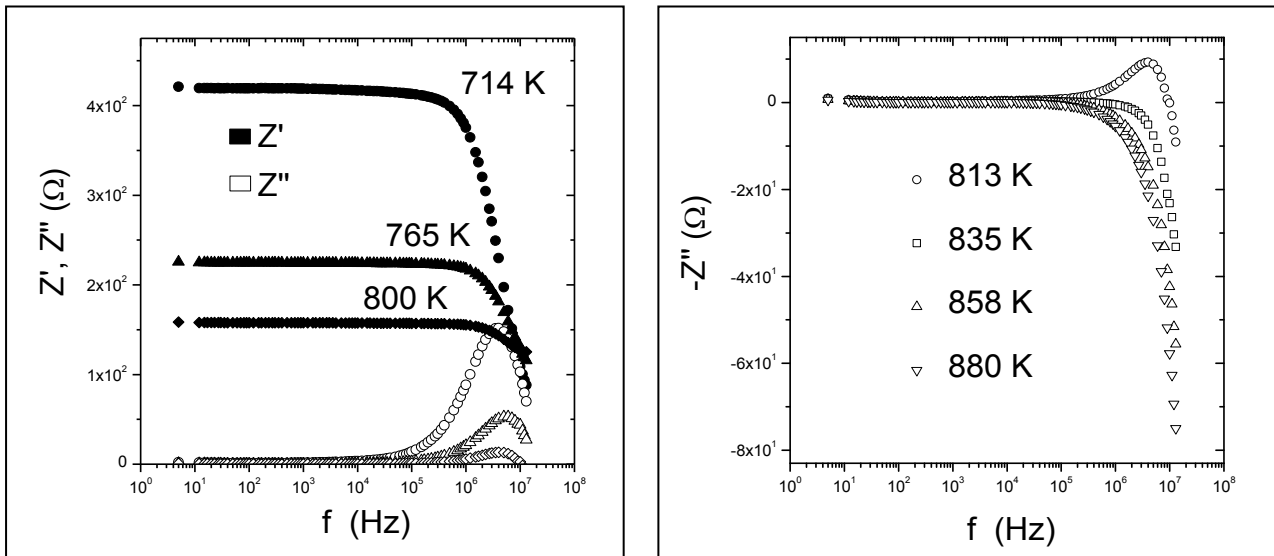 714 K
4x10²
Z'
Z''
3x10²
765 K
2x10²
800 K
1x10²
0
10⁰ 10¹ 10² 10³ 10⁴ 10⁵ 10⁶ 10⁷ 10⁸
f (Hz)
Z', Z'' (Ω)
0
-2x10¹
-4x10¹
-6x10¹
-8x10¹
813 K
835 K
858 K
880 K
10⁰ 10¹ 10² 10³ 10⁴ 10⁵ 10⁶ 10⁷ 10⁸
f (Hz)
-Z'' (Ω)